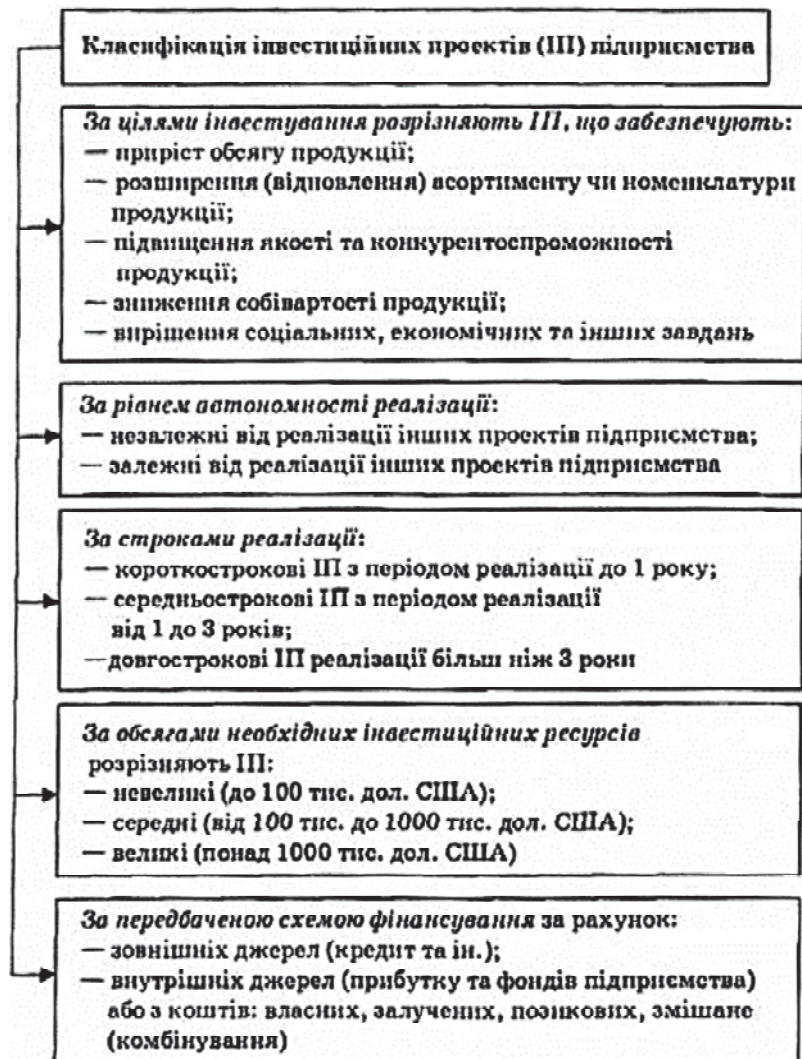 Класифікація інвестиційних проектів (ІП) підприємства
За цілями інвестування розрізняють ІП, що забезпечують:
— приріст обсягу продукції;
— розширення (відновлення) асортименту чи номенклатури
продукції;
— підвищення якості та конкурентоспроможності
продукції;
— зниження собівартості продукції;
— вирішення соціальних, економічних та інших завдань
За рівнем автономності реалізації:
— незалежні від реалізації інших проектів підприємства;
— залежні від реалізації інших проектів підприємства
За строками реалізації:
— короткострокові ІП з періодом реалізації до 1 року;
— середньострокові ІП з періодом реалізації
від 1 до 3 років;
— довгострокові ІП реалізації більш ніж 3 роки
За обсягами необхідних інвестиційних ресурсів
розрізняють ІП:
— невеликі (до 100 тис. дол. США);
— середні (від 100 тис. до 1000 тис. дол. США);
— великі (понад 1000 тис. дол. США)
За передбаченою схемою фінансування за рахунок:
— зовнішніх джерел (кредит та ін.);
— внутрішніх джерел (прибутку та фондів підприємства)
або з коштів: власних, залучених, позикових, змішане
(комбінування)